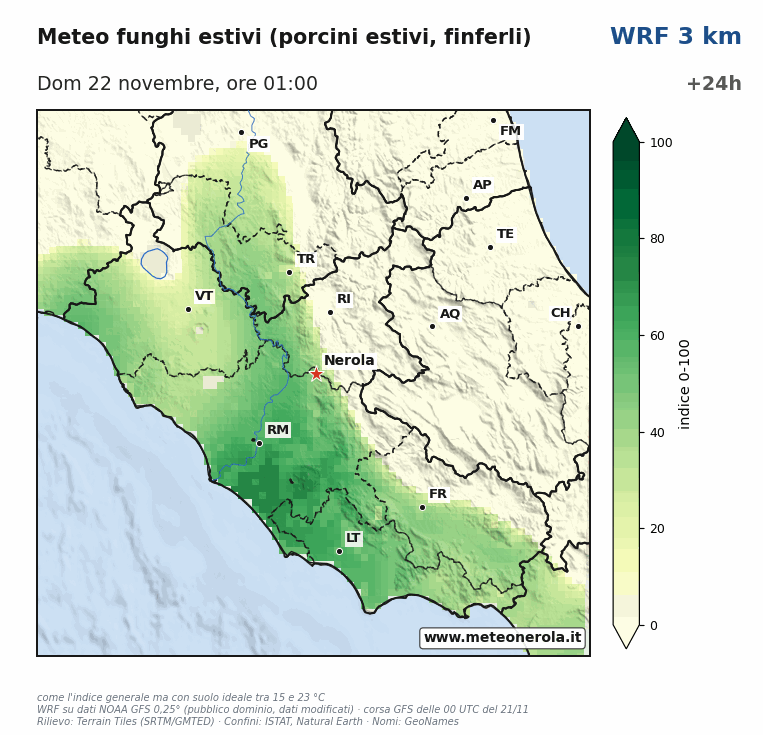 Meteo funghi estivi (porcini estivi, finferli)
WRF 3 km
Dom 22 novembre, ore 01:00
+24h
FM
PG
AP
TE
TR
VT
RI
AQ
CH
Nerola
RM
FR
LT
100
80
60
40
20
0
indice 0-100
www.meteonerola.it
come l'indice generale ma con suolo ideale tra 15 e 23 °C
WRF su dati NOAA GFS 0,25° (pubblico dominio, dati modificati) · corsa GFS delle 00 UTC del 21/11
Rilievo: Terrain Tiles (SRTM/GMTED) · Confini: ISTAT, Natural Earth · Nomi: GeoNames